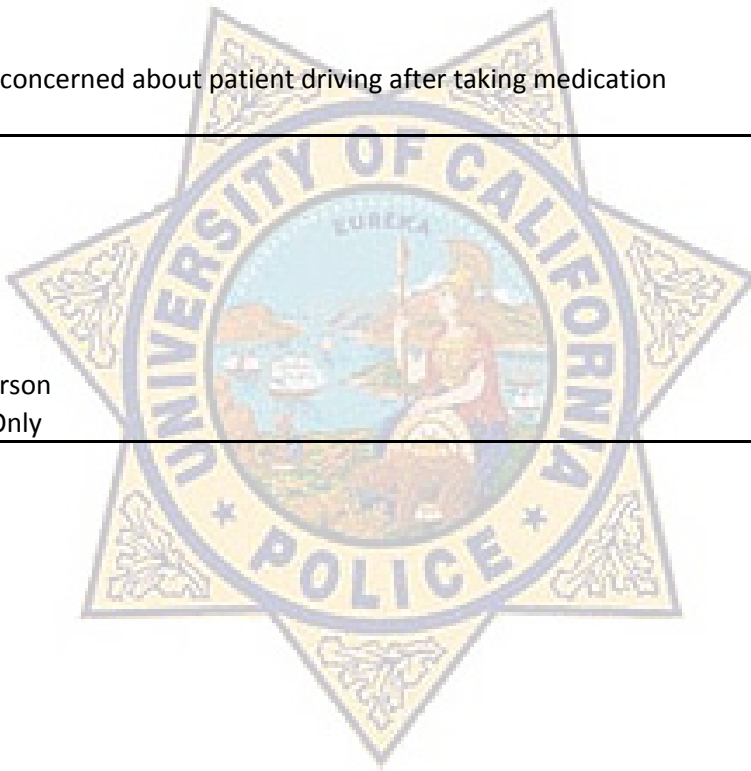 concerned about patient driving after taking medication
UNIVERSITY OF CALIFORNIA
EUREKA
rson
Only
POLICE